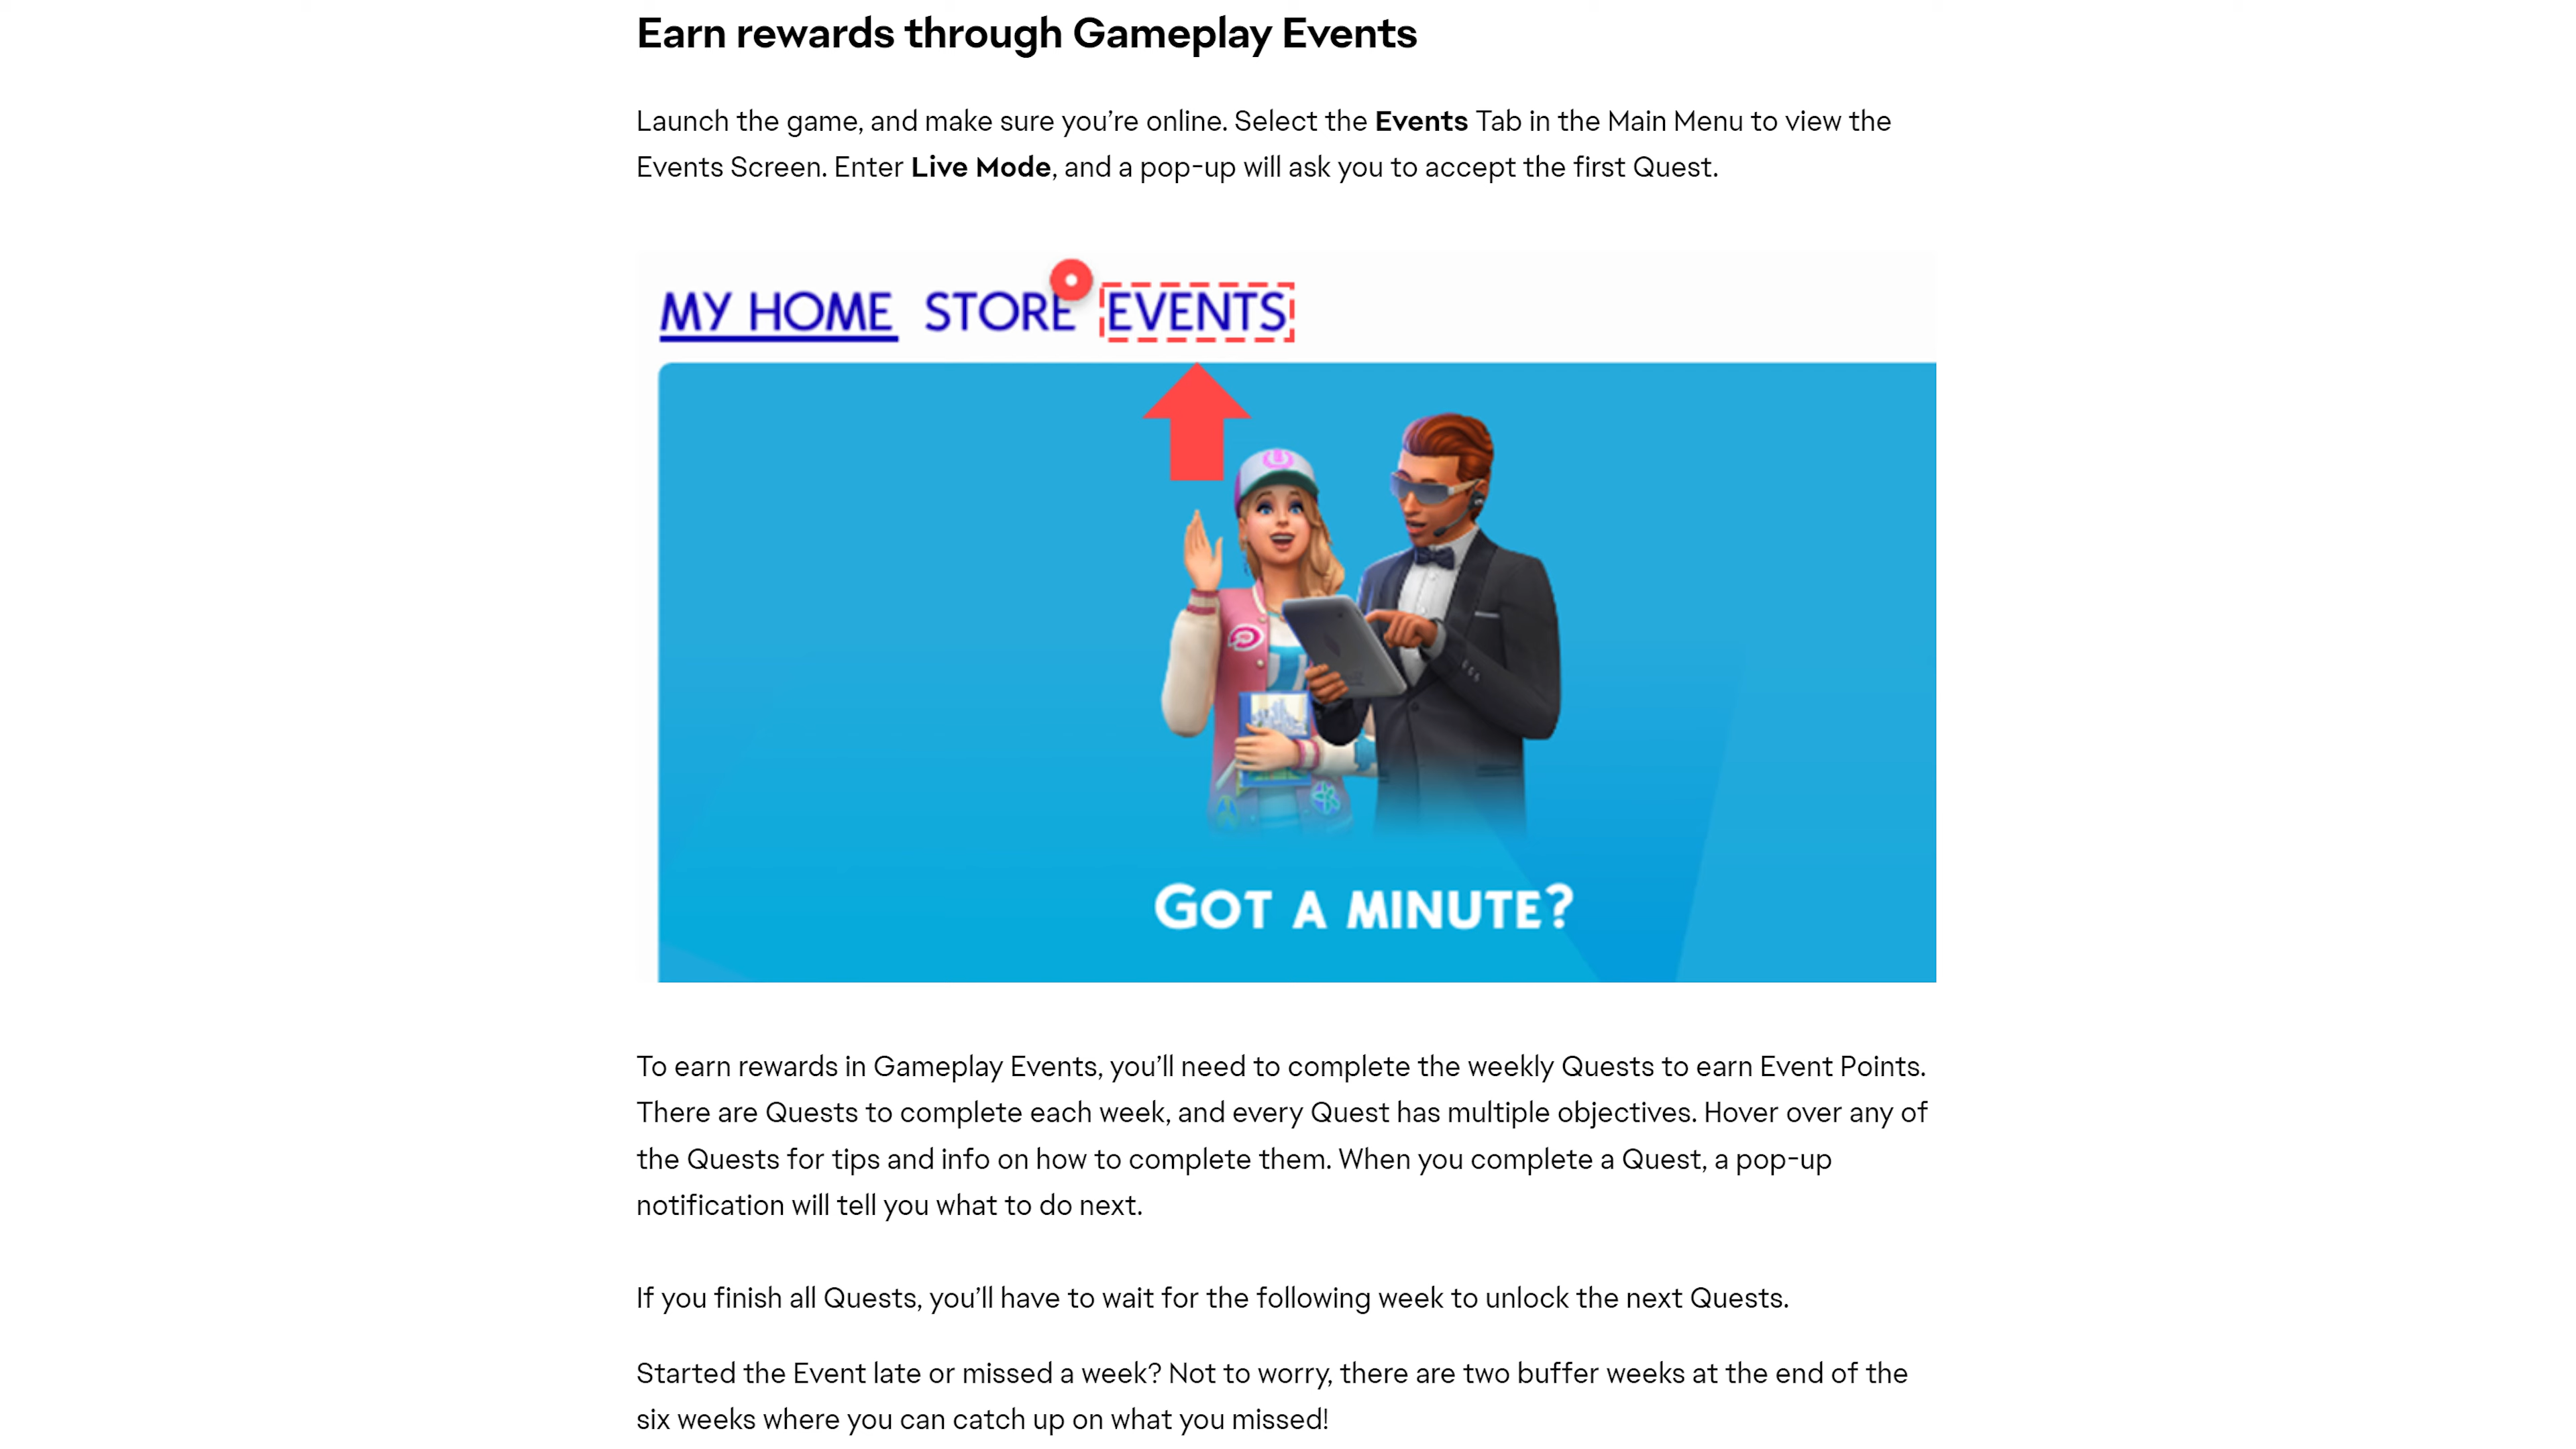 Earn rewards through Gameplay Events
Launch the game, and make sure you’re online. Select the Events Tab in the Main Menu to view the
Events Screen. Enter Live Mode, and a pop-up will ask you to accept the first Quest.
MY HOME STORE EVENTS
GOT A MINUTE?
To earn rewards in Gameplay Events, you’ll need to complete the weekly Quests to earn Event Points.
There are Quests to complete each week, and every Quest has multiple objectives. Hover over any of
the Quests for tips and info on how to complete them. When you complete a Quest, a pop-up
notification will tell you what to do next.
If you finish all Quests, you’ll have to wait for the following week to unlock the next Quests.
Started the Event late or missed a week? Not to worry, there are two buffer weeks at the end of the
six weeks where you can catch up on what you missed!